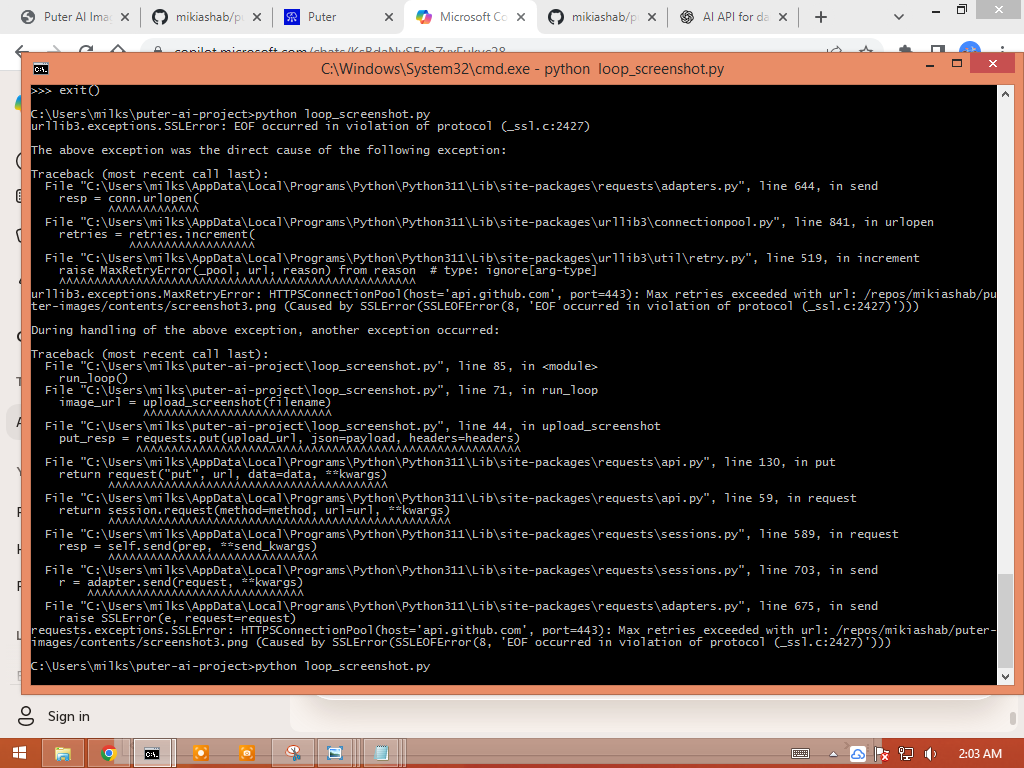 Puter AI Ima
mikiashab/pu
Puter
Microsoft Co
mikiashab/p
AI API for da
copilot.microsoft.com/chats/
C:\Windows\System32\cmd.exe - python  loop_screenshot.py
>>> exit()
C:\Users\milks\puter-ai-project>python loop_screenshot.py
urllib3.exceptions.SSLError: EOF occurred in violation of protocol (_ssl.c:2427)
The above exception was the direct cause of the following exception:
Traceback (most recent call last):
  File "C:\Users\milks\AppData\Local\Programs\Python\Python311\Lib\site-packages\requests\adapters.py", line 644, in send
    resp = conn.urlopen(
           ^^^^^^^^^^^^^
  File "C:\Users\milks\AppData\Local\Programs\Python\Python311\Lib\site-packages\urllib3\connectionpool.py", line 841, in urlopen
    retries = retries.increment(
              ^^^^^^^^^^^^^^^^^^
  File "C:\Users\milks\AppData\Local\Programs\Python\Python311\Lib\site-packages\urllib3\util\retry.py", line 519, in increment
    raise MaxRetryError(_pool, url, reason) from reason  # type: ignore[arg-type]
    ^^^^^^^^^^^^^^^^^^^^^^^^^^^^^^^^^^^^^^^^^^^^^^^^^^^
urllib3.exceptions.MaxRetryError: HTTPSConnectionPool(host='api.github.com', port=443): Max retries exceeded with url: /repos/mikiashab/pu
ter-images/contents/screenshot3.png (Caused by SSLError(SSLEOFError(8, 'EOF occurred in violation of protocol (_ssl.c:2427)')))
During handling of the above exception, another exception occurred:
Traceback (most recent call last):
  File "C:\Users\milks\puter-ai-project\loop_screenshot.py", line 85, in <module>
    run_loop()
  File "C:\Users\milks\puter-ai-project\loop_screenshot.py", line 71, in run_loop
    image_url = upload_screenshot(filename)
                ^^^^^^^^^^^^^^^^^^^^^^^^^^^
  File "C:\Users\milks\puter-ai-project\loop_screenshot.py", line 44, in upload_screenshot
    put_resp = requests.put(upload_url, json=payload, headers=headers)
               ^^^^^^^^^^^^^^^^^^^^^^^^^^^^^^^^^^^^^^^^^^^^^^^^^^^^^^^
  File "C:\Users\milks\AppData\Local\Programs\Python\Python311\Lib\site-packages\requests\api.py", line 130, in put
    return request("put", url, data=data, **kwargs)
           ^^^^^^^^^^^^^^^^^^^^^^^^^^^^^^^^^^^^^^^^
  File "C:\Users\milks\AppData\Local\Programs\Python\Python311\Lib\site-packages\requests\api.py", line 59, in request
    return session.request(method=method, url=url, **kwargs)
           ^^^^^^^^^^^^^^^^^^^^^^^^^^^^^^^^^^^^^^^^^^^^^^^^^
  File "C:\Users\milks\AppData\Local\Programs\Python\Python311\Lib\site-packages\requests\sessions.py", line 589, in request
    resp = self.send(prep, **send_kwargs)
           ^^^^^^^^^^^^^^^^^^^^^^^^^^^^^^
  File "C:\Users\milks\AppData\Local\Programs\Python\Python311\Lib\site-packages\requests\sessions.py", line 703, in send
    r = adapter.send(request, **kwargs)
        ^^^^^^^^^^^^^^^^^^^^^^^^^^^^^^^
  File "C:\Users\milks\AppData\Local\Programs\Python\Python311\Lib\site-packages\requests\adapters.py", line 675, in send
    raise SSLError(e, request=request)
requests.exceptions.SSLError: HTTPSConnectionPool(host='api.github.com', port=443): Max retries exceeded with url: /repos/mikiashab/puter-
images/contents/screenshot3.png (Caused by SSLError(SSLEOFError(8, 'EOF occurred in violation of protocol (_ssl.c:2427)')))
C:\Users\milks\puter-ai-project>python loop_screenshot.py
Sign in
2:03 AM